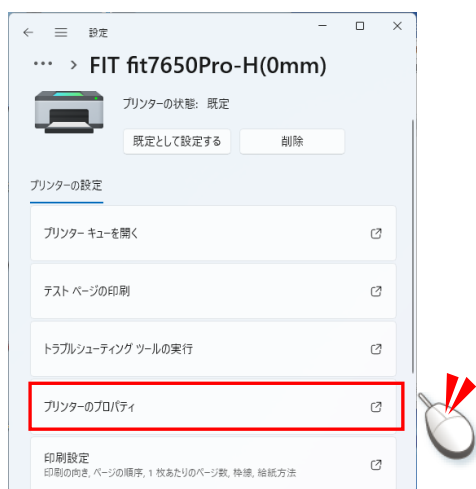 設定
… > FIT fit7650Pro-H(0mm)
プリンターの状態: 既定
既定として設定する 削除
プリンターの設定
プリンター キューを開く
テスト ページの印刷
トラブルシューティング ツールの実行
プリンターのプロパティ
印刷設定
印刷の向き, ページの順序, 1 枚あたりのページ数, 枠線, 給紙方法